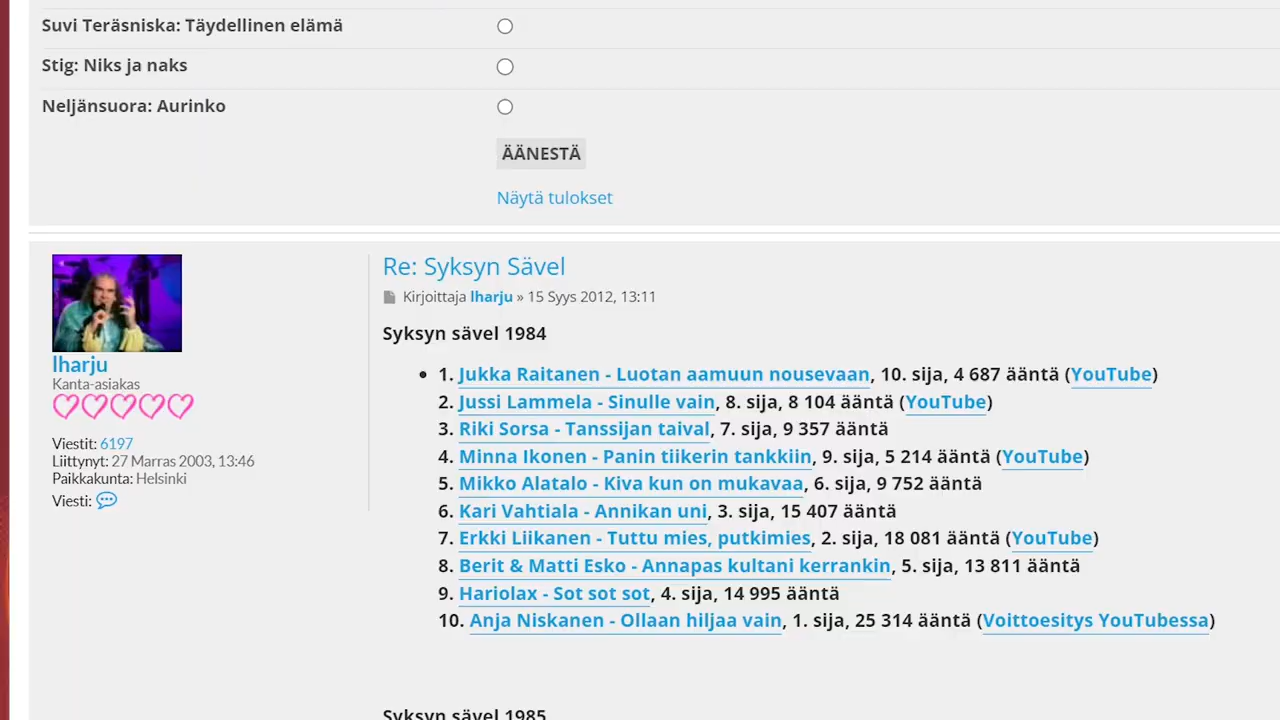 Suvi Teräsniska: Täydellinen elämä
Stig: Niks ja naks
Neljänsuora: Aurinko
ÄÄNESTÄ
Näytä tulokset
lharju
Kanta-asiakas
Viestit: 6197
Liittynyt: 27 Marras 2003, 13:46
Paikkakunta: Helsinki
Viesti:
Re: Syksyn Sävel
Kirjoittaja lharju » 15 Syys 2012, 13:11
Syksyn sävel 1984
1. Jukka Raitanen - Luotan aamuun nousevaan, 10. sija, 4 687 ääntä (YouTube)
2. Jussi Lammela - Sinulle vain, 8. sija, 8 104 ääntä (YouTube)
3. Riki Sorsa - Tanssijan taival, 7. sija, 9 357 ääntä
4. Minna Ikonen - Panin tiikerin tankkiin, 9. sija, 5 214 ääntä (YouTube)
5. Mikko Alatalo - Kiva kun on mukavaa, 6. sija, 9 752 ääntä
6. Kari Vahtiala - Annikan uni, 3. sija, 15 407 ääntä
7. Erkki Liikanen - Tuttu mies, putkimies, 2. sija, 18 081 ääntä (YouTube)
8. Berit & Matti Esko - Annapas kultani kerrankin, 5. sija, 13 811 ääntä
9. Hariolax - Sot sot sot, 4. sija, 14 995 ääntä
10. Anja Niskanen - Ollaan hiljaa vain, 1. sija, 25 314 ääntä (Voittoesitys YouTubessa)
Syksyn sävel 1985